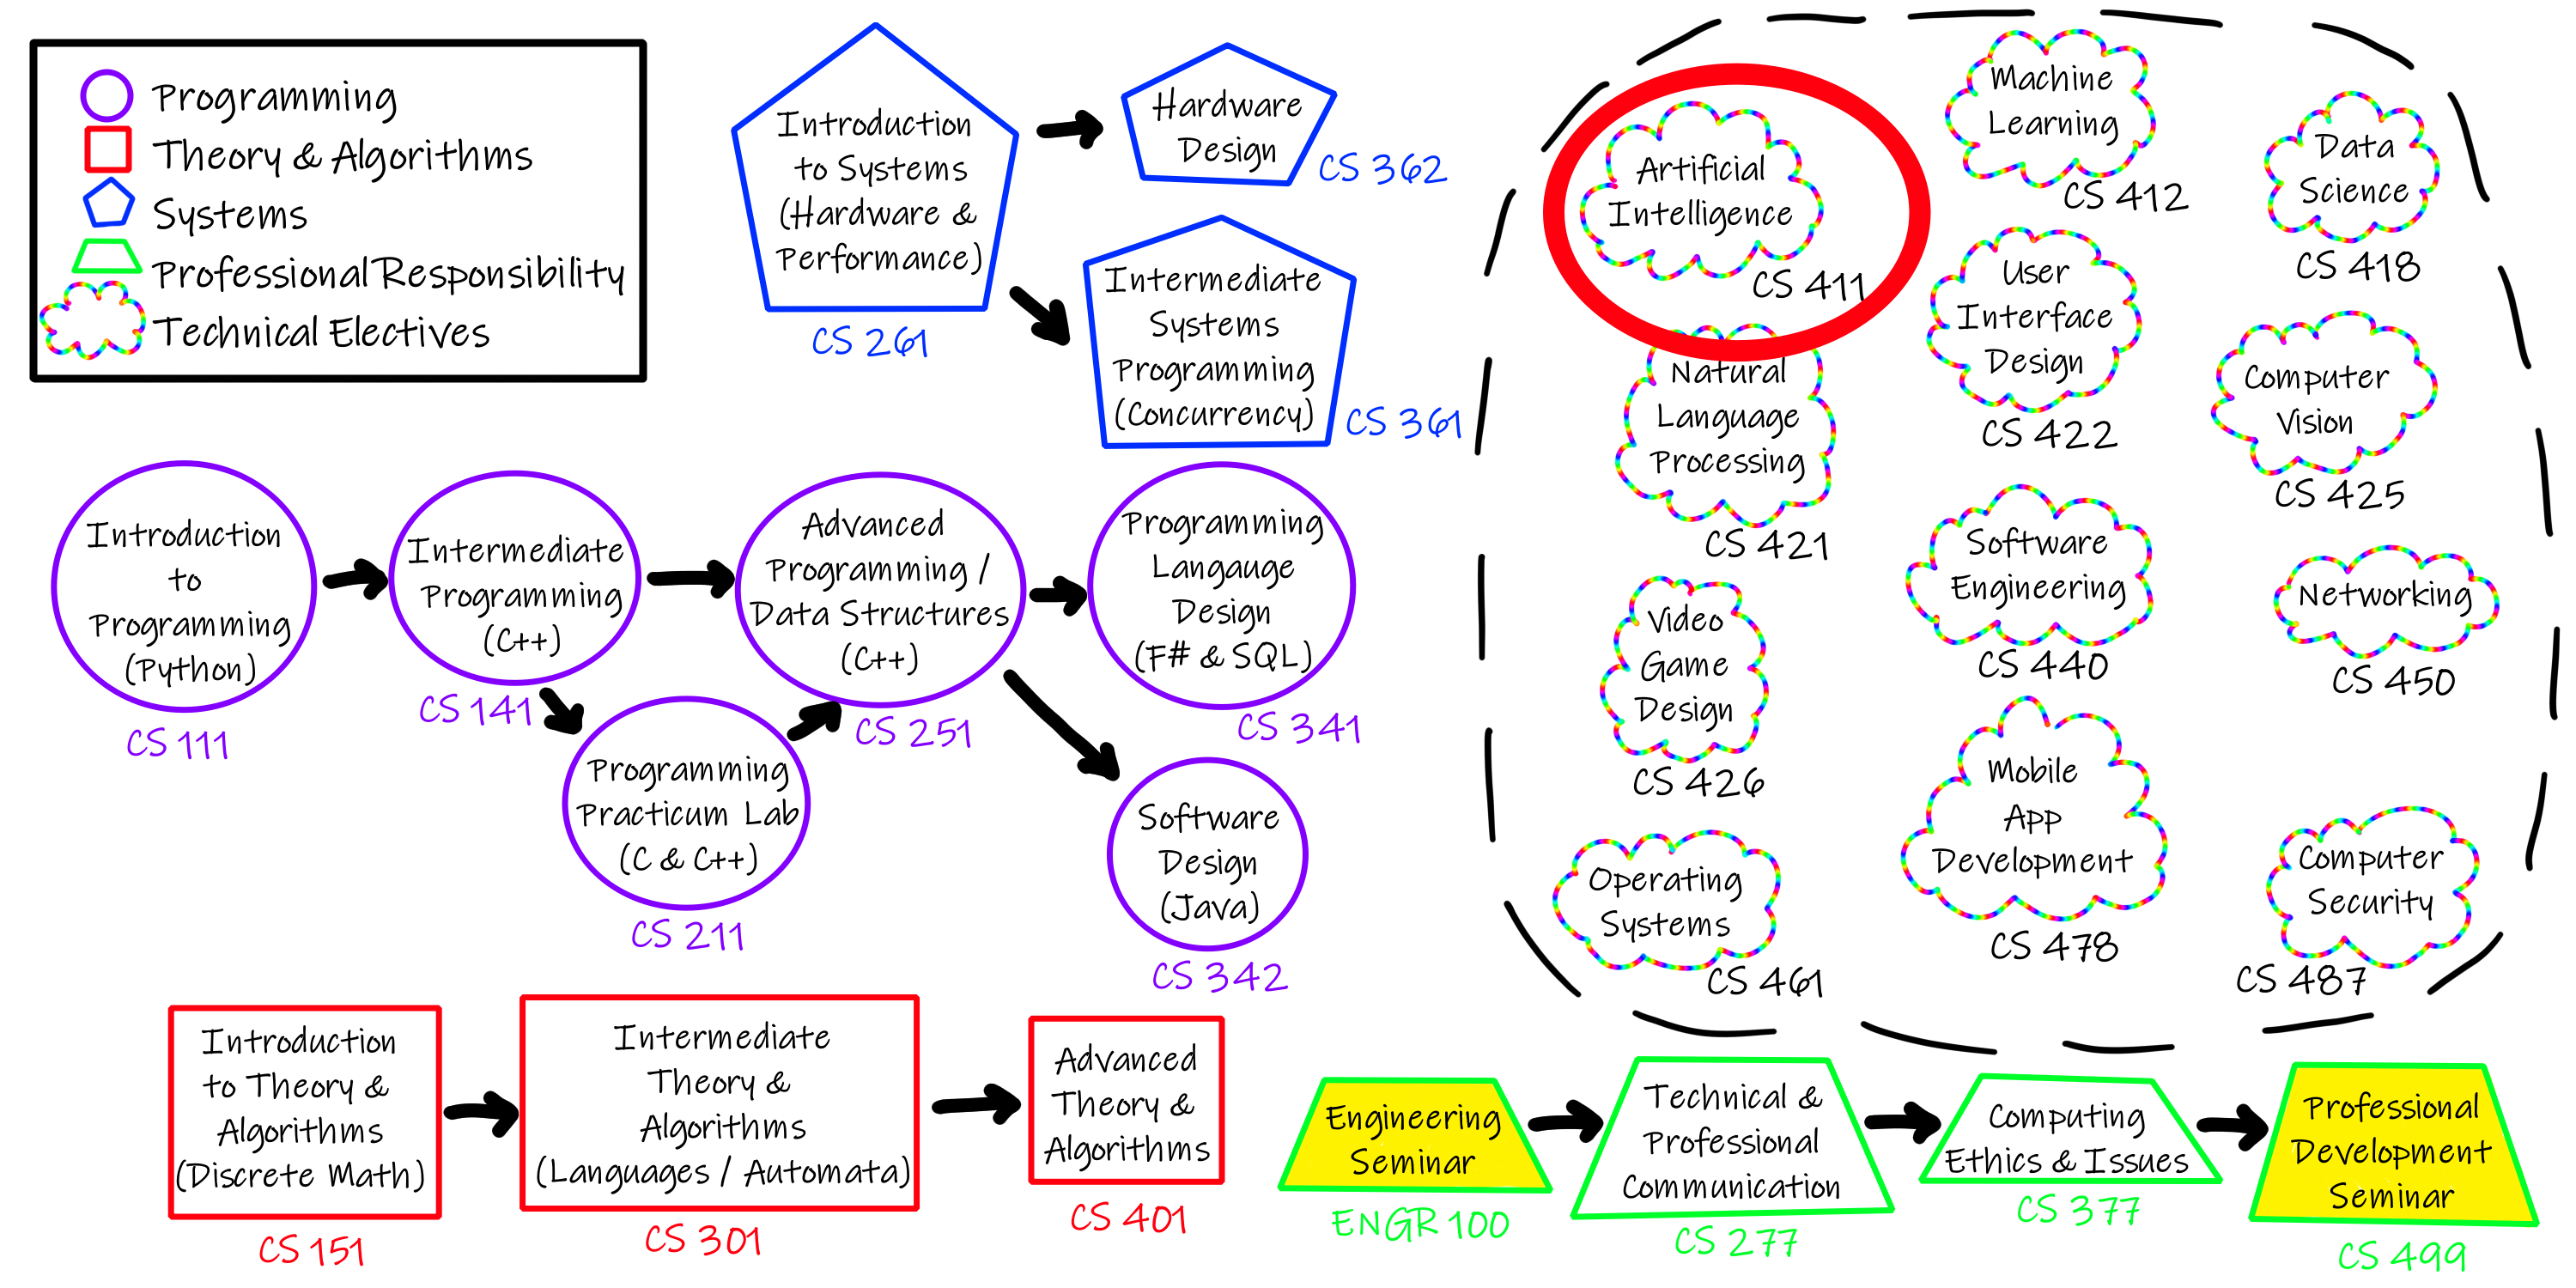 Programming
Theory & Algorithms
Systems
Professional Responsibility
Technical Electives
Introduction
to Systems
(Hardware &
Performance)
CS 261
Hardware
Design
CS 362
Intermediate
Systems
Programming
(Concurrency)
CS 361
Introduction
to
Programming
(Python)
CS 111
Intermediate
Programming
(C++)
CS 141
Programming
Practicum Lab
(C & C++)
CS 211
Advanced
Programming /
Data Structures
(C++)
CS 251
Programming
Langauge
Design
(F# & SQL)
CS 341
Software
Design
(Java)
CS 342
Introduction
to Theory &
Algorithms
(Discrete Math)
CS 151
Intermediate
Theory &
Algorithms
(Languages / Automata)
CS 301
Advanced
Theory &
Algorithms
CS 401
Artificial
Intelligence
CS 411
Machine
Learning
CS 412
Data
Science
CS 418
Natural
Language
Processing
CS 421
User
Interface
Design
CS 422
Computer
Vision
CS 425
Video
Game
Design
CS 426
Software
Engineering
CS 440
Networking
CS 450
Operating
Systems
CS 461
Mobile
App
Development
CS 478
Computer
Security
CS 487
Engineering
Seminar
ENGR 100
Technical &
Professional
Communication
CS 277
Computing
Ethics & Issues
CS 377
Professional
Development
Seminar
CS 499